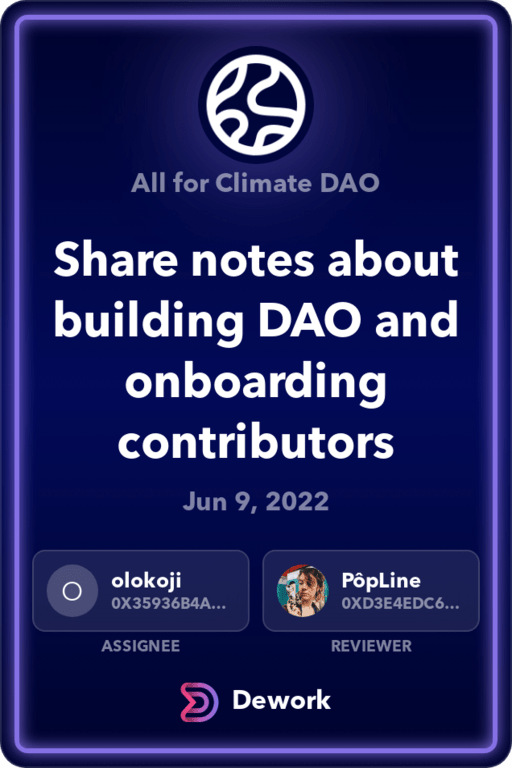 All for Climate DAO
Share notes about
building DAO and
onboarding
contributors
Jun 9, 2022
O
olokoji
0X35936B4A...
ASSIGNEE
PôpLine
0XD3E4EDC6...
REVIEWER
Dework